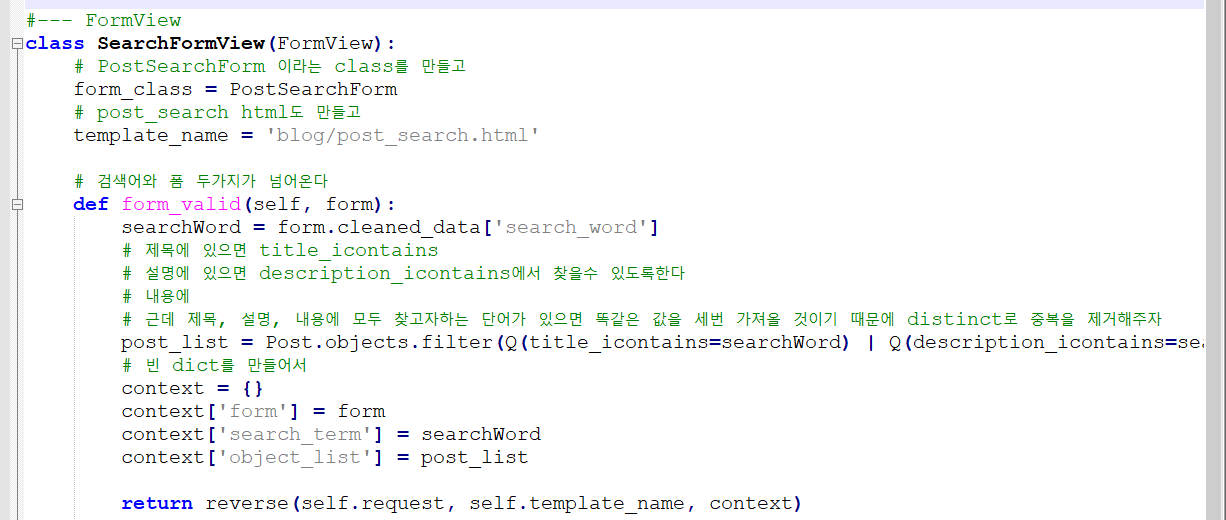 #--- FormView
class SearchFormView(FormView):
# PostSearchForm 이라는 class를 만들고
form_class = PostSearchForm
# post_search html도 만들고
template_name = 'blog/post_search.html'
# 검색어와 폼 두가지가 넘어온다
def form_valid(self, form):
searchWord = form.cleaned_data['search_word']
# 제목에 있으면 title_icontains
# 설명에 있으면 description_icontains에서 찾을수 있도록한다
# 내용에
# 근데 제목, 설명, 내용에 모두 찾고자하는 단어가 있으면 똑같은 값을 세번 가져올 것이기 때문에 distinct로 중복을 제거해주자
post_list = Post.objects.filter(Q(title_icontains=searchWord) | Q(description_icontains=sea
# 빈 dict를 만들어서
context = {}
context['form'] = form
context['search_term'] = searchWord
context['object_list'] = post_list
return reverse(self.request, self.template_name, context)